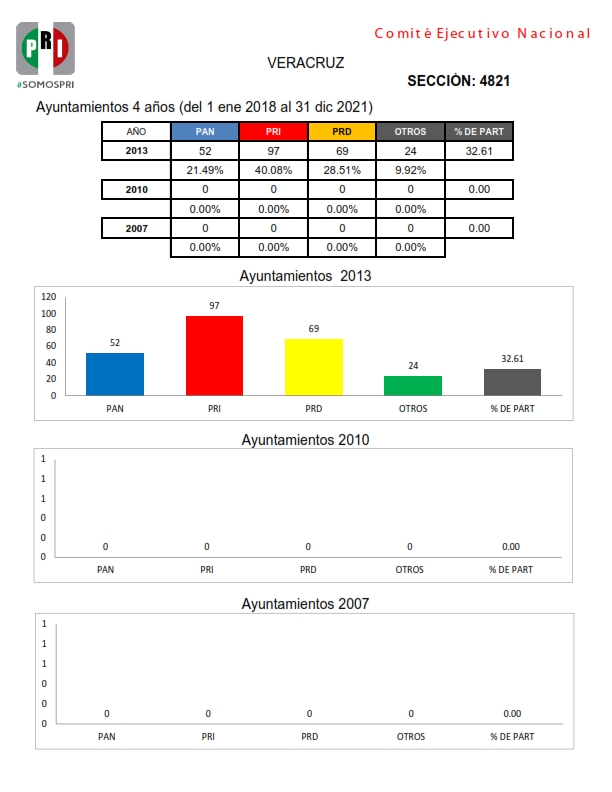 Comité Ejecutivo Nacional
PRI
#SOMOSPRI
VERACRUZ
SECCIÓN: 4821
Ayuntamientos 4 años (del 1 ene 2018 al 31 dic 2021)
AÑO PAN PRI PRD OTROS % DE PART
2013 52 97 69 24 32.61
21.49% 40.08% 28.51% 9.92%
2010 0 0 0 0 0.00
0.00% 0.00% 0.00% 0.00%
2007 0 0 0 0 0.00
0.00% 0.00% 0.00% 0.00%
Ayuntamientos 2013
120
100
80
60
40
20
0
52 97 69 24 32.61
PAN PRI PRD OTROS % DE PART
Ayuntamientos 2010
1
1
1
0
0
0
0 0 0 0 0.00
PAN PRI PRD OTROS % DE PART
Ayuntamientos 2007
1
1
1
0
0
0
0 0 0 0 0.00
PAN PRI PRD OTROS % DE PART